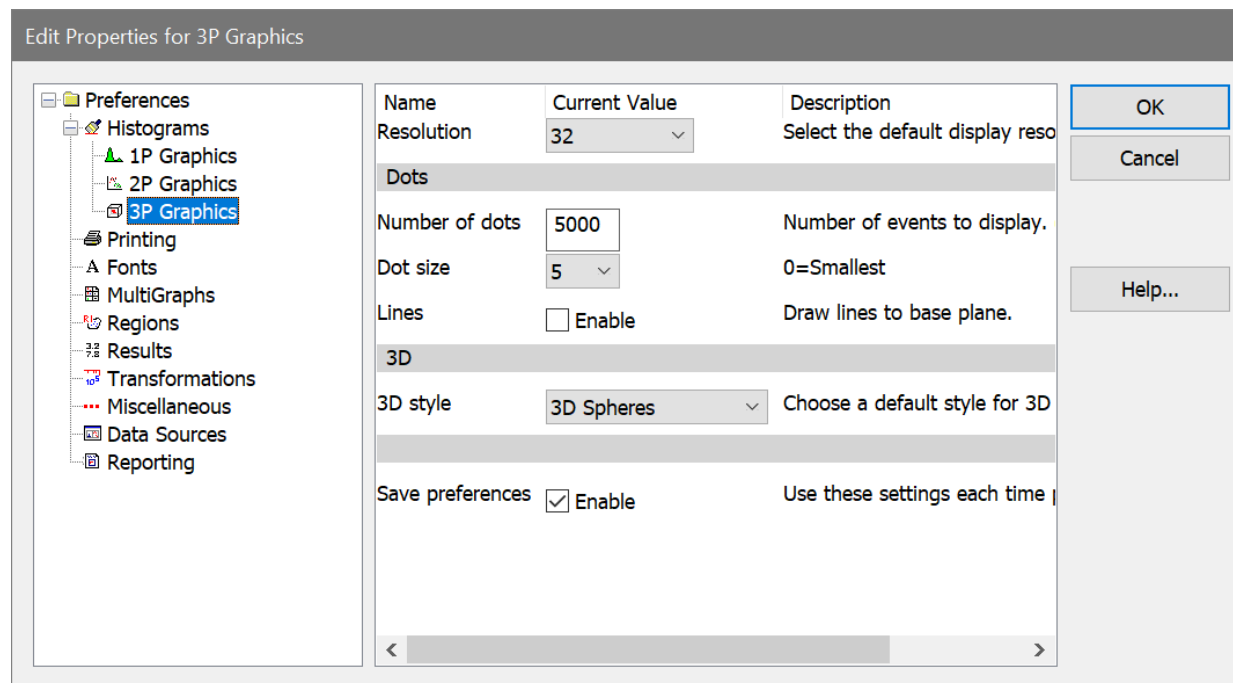 Edit Properties for 3P Graphics
Preferences
Histograms
1P Graphics
2P Graphics
3P Graphics
Printing
Fonts
MultiGraphs
Regions
Results
Transformations
Miscellaneous
Data Sources
Reporting
Name Current Value Description
Resolution 32 Select the default display reso
Dots
Number of dots 5000 Number of events to display.
Dot size 5 0=Smallest
Lines Enable Draw lines to base plane.
3D
3D style 3D Spheres Choose a default style for 3D
Save preferences Enable Use these settings each time
OK
Cancel
Help...